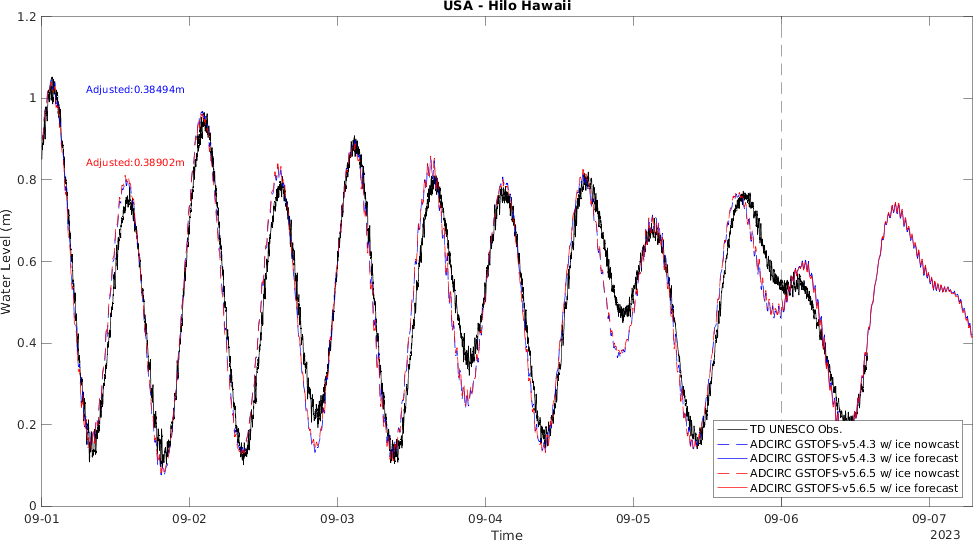 USA - Hilo Hawaii
1.2
1
0.8
0.6
0.4
0.2
0
Water Level (m)
Adjusted:0.38494m
Adjusted:0.38902m
TD UNESCO Obs.
ADCIRC GSTOFS-v5.4.3 w/ ice nowcast
ADCIRC GSTOFS-v5.4.3 w/ ice forecast
ADCIRC GSTOFS-v5.6.5 w/ ice nowcast
ADCIRC GSTOFS-v5.6.5 w/ ice forecast
09-01 09-02 09-03 09-04 09-05 09-06 09-07
Time
2023